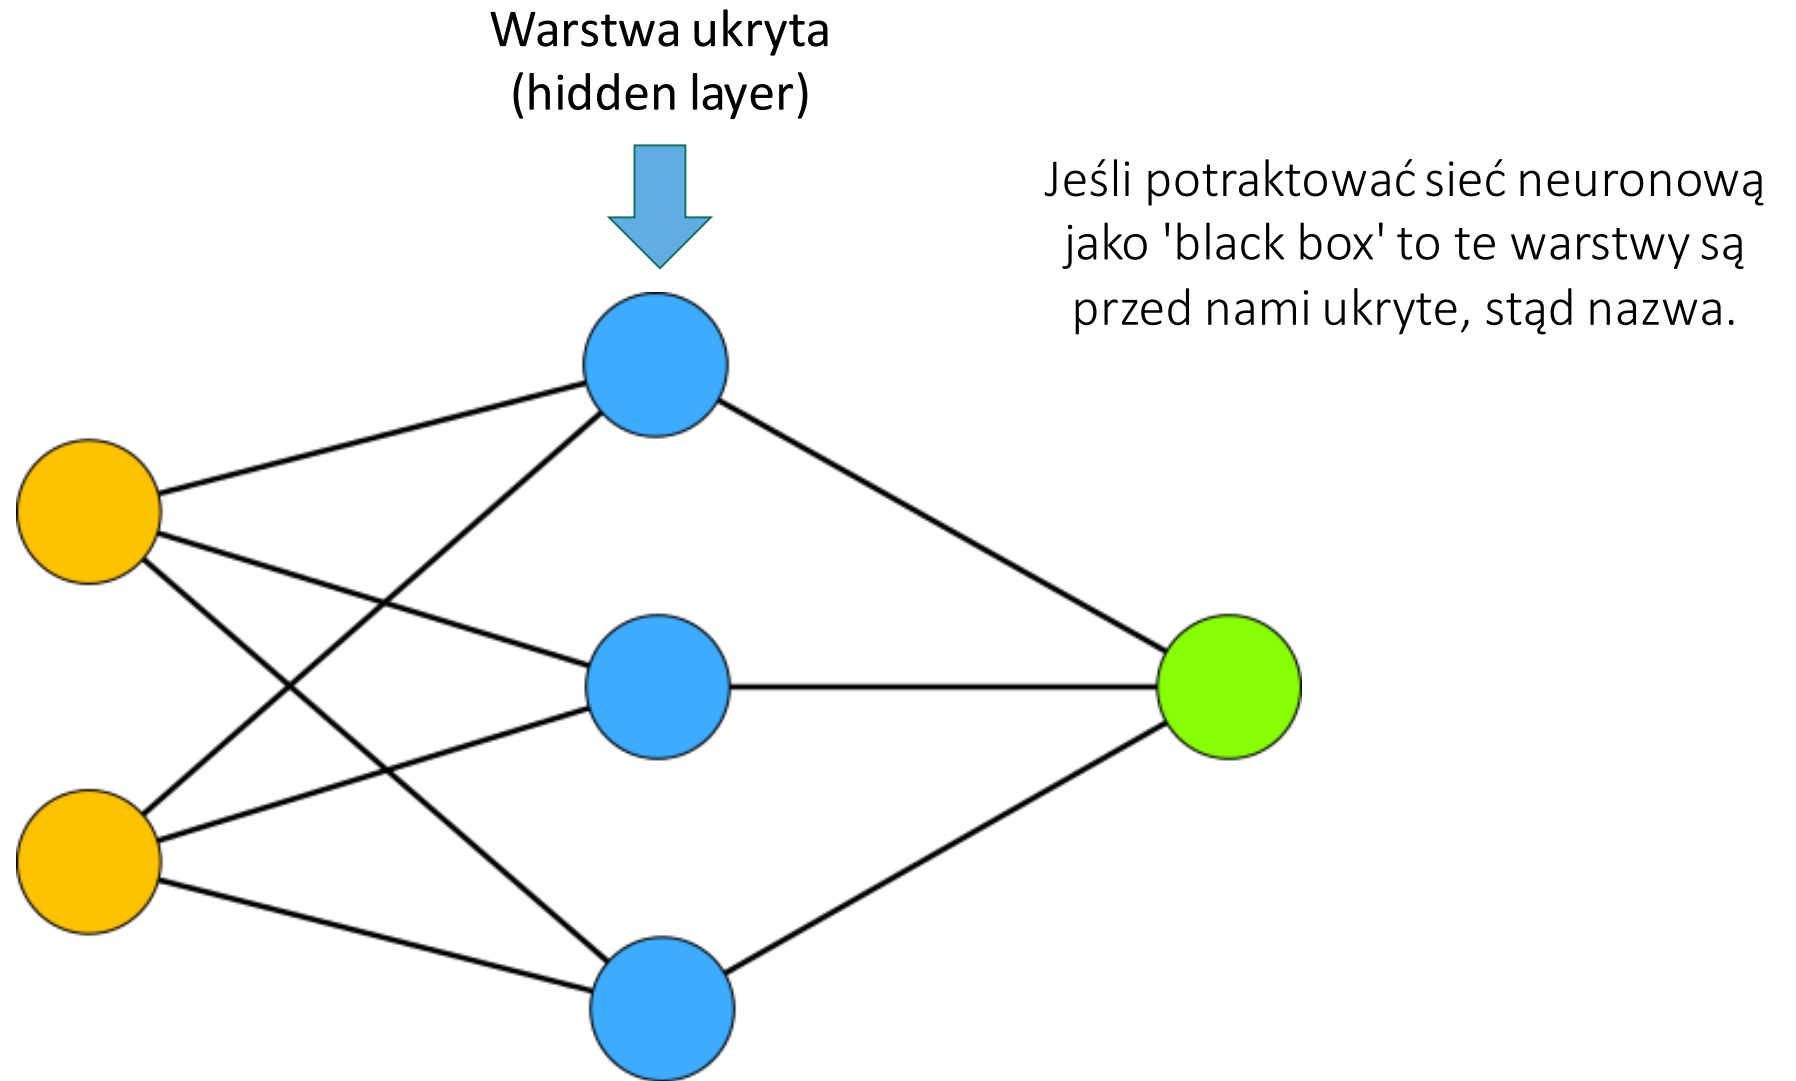 Warstwa ukryta
(hidden layer)
Jeśli potraktować sieć neuronową
jako 'black box' to te warstwy są
przed nami ukryte, stąd nazwa.